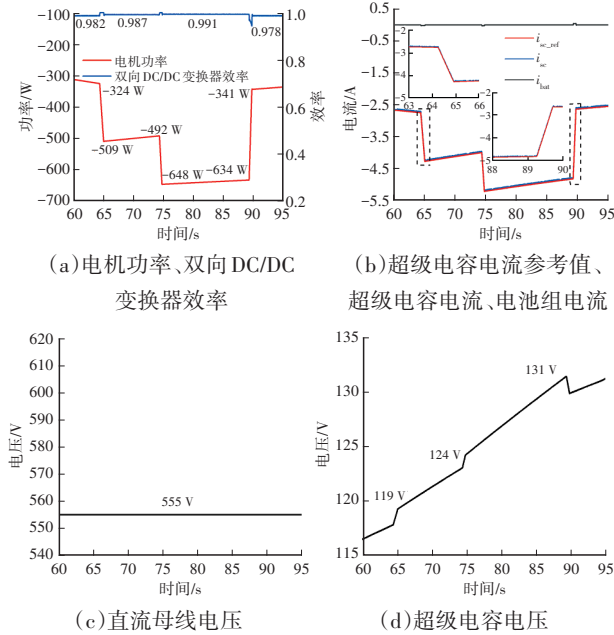 −100
−200
−300
−400
−500
−600
−700
功率/W
0.982
0.987
0.991
0.978
电机功率
双向 DC/DC 变换器效率
−324 W
−341 W
−492 W
−509 W
−648 W
−634 W
1.0
0.8
0.6
0.4
0.2
效率
60 65 70 75 80 85 90 95
时间/s
(a)电机功率、双向 DC/DC
变换器效率
0.5
−0.5
−1.5
−2.5
−3.5
−4.5
−5.5
电流/A
i_sc_ref
i_sc
i_bat
−2
−3
−4
−5
63 64 65 66
−1
−2
−3
−4
−5
88 89 90
60 65 70 75 80 85 90 95
时间/s
(b)超级电容电流参考值、
超级电容电流、电池组电流
620
610
600
590
580
570
560
550
540
电压/V
555 V
60 65 70 75 80 85 90 95
时间/s
(c)直流母线电压
135
130
125
120
115
电压/V
119 V
124 V
131 V
60 65 70 75 80 85 90 95
时间/s
(d)超级电容电压